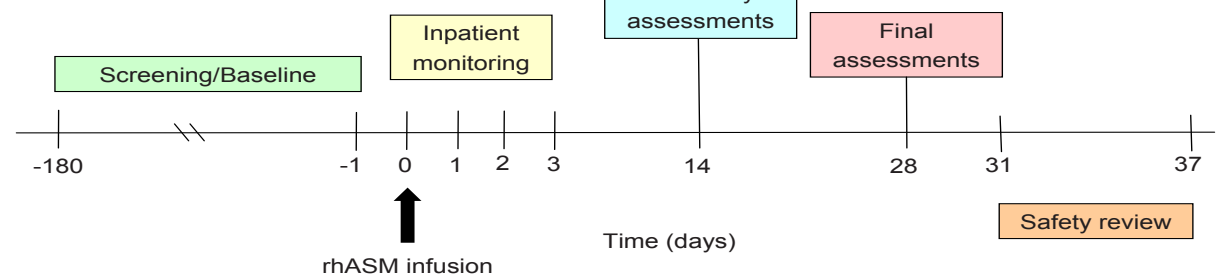 assessments
Inpatient
monitoring
Final
assessments
Screening/Baseline
-180
-1
0
1
2
3
14
28
31
37
Safety review
Time (days)
rhASM infusion